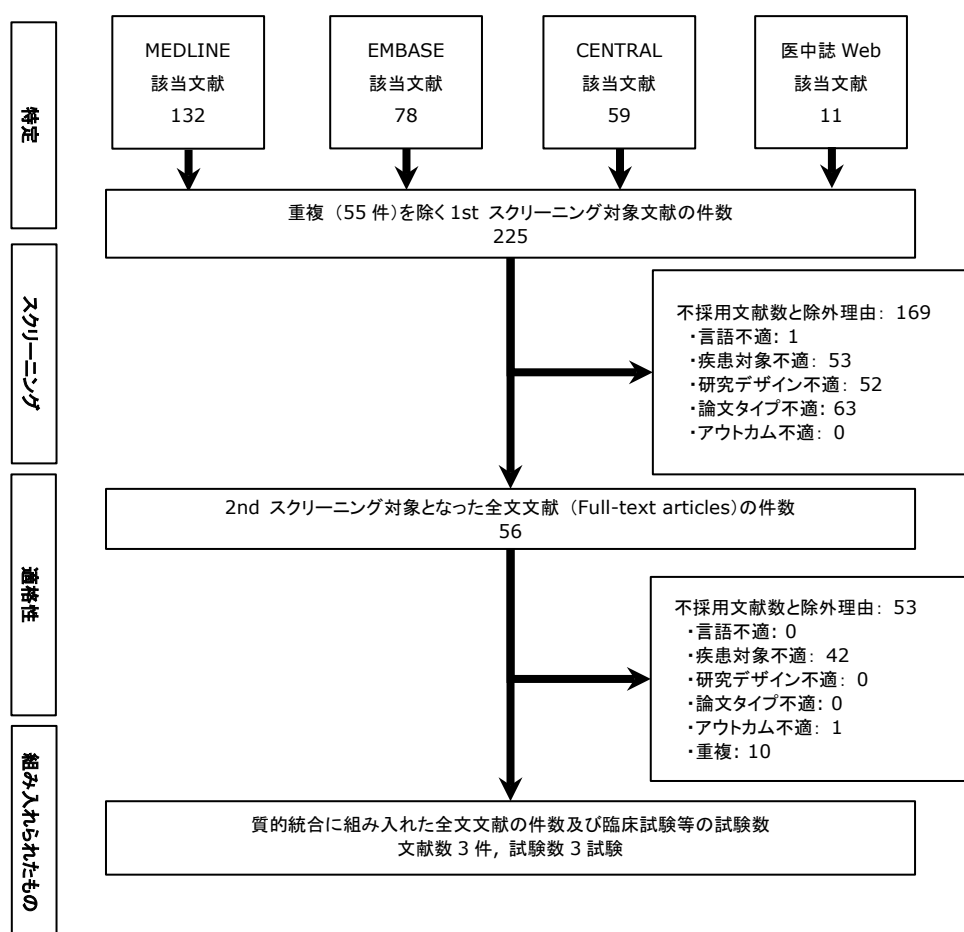 MEDLINE
該当文献
132
EMBASE
該当文献
78
CENTRAL
該当文献
59
医中誌 Web
該当文献
11
特定
重複 (55 件)を除く 1st スクリーニング対象文献の件数
225
スクリーニング
不採用文献数と除外理由: 169
・言語不適: 1
・疾患対象不適: 53
・研究デザイン不適: 52
・論文タイプ不適: 63
・アウトカム不適: 0
2nd スクリーニング対象となった全文文献 (Full-text articles)の件数
56
適格性
不採用文献数と除外理由: 53
・言語不適: 0
・疾患対象不適: 42
・研究デザイン不適: 0
・論文タイプ不適: 0
・アウトカム不適: 1
・重複: 10
組み入れられたもの
質的統合に組み入れた全文文献の件数及び臨床試験等の試験数
文献数 3 件, 試験数 3 試験